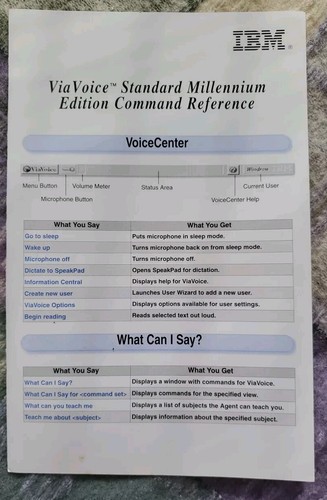 IBM®
ViaVoice™ Standard Millennium
Edition Command Reference
VoiceCenter
ViaVoice
Menu Button
Volume Meter
Status Area
Current User
Microphone Button
VoiceCenter Help
What You Say What You Get
Go to sleep Puts microphone in sleep mode.
Wake up Turns microphone back on from sleep mode.
Microphone off Turns microphone off.
Dictate to SpeakPad Opens SpeakPad for dictation.
Information Central Displays help for ViaVoice.
Create new user Launches User Wizard to add a new user.
ViaVoice Options Displays options available for user settings.
Begin reading Reads selected text out loud.
What Can I Say?
What You Say What You Get
What Can I Say? Displays a window with commands for ViaVoice.
What Can I Say for <command set> Displays commands for the specified view.
What can you teach me Displays a list of subjects the Agent can teach you.
Teach me about <subject> Displays information about the specified subject.